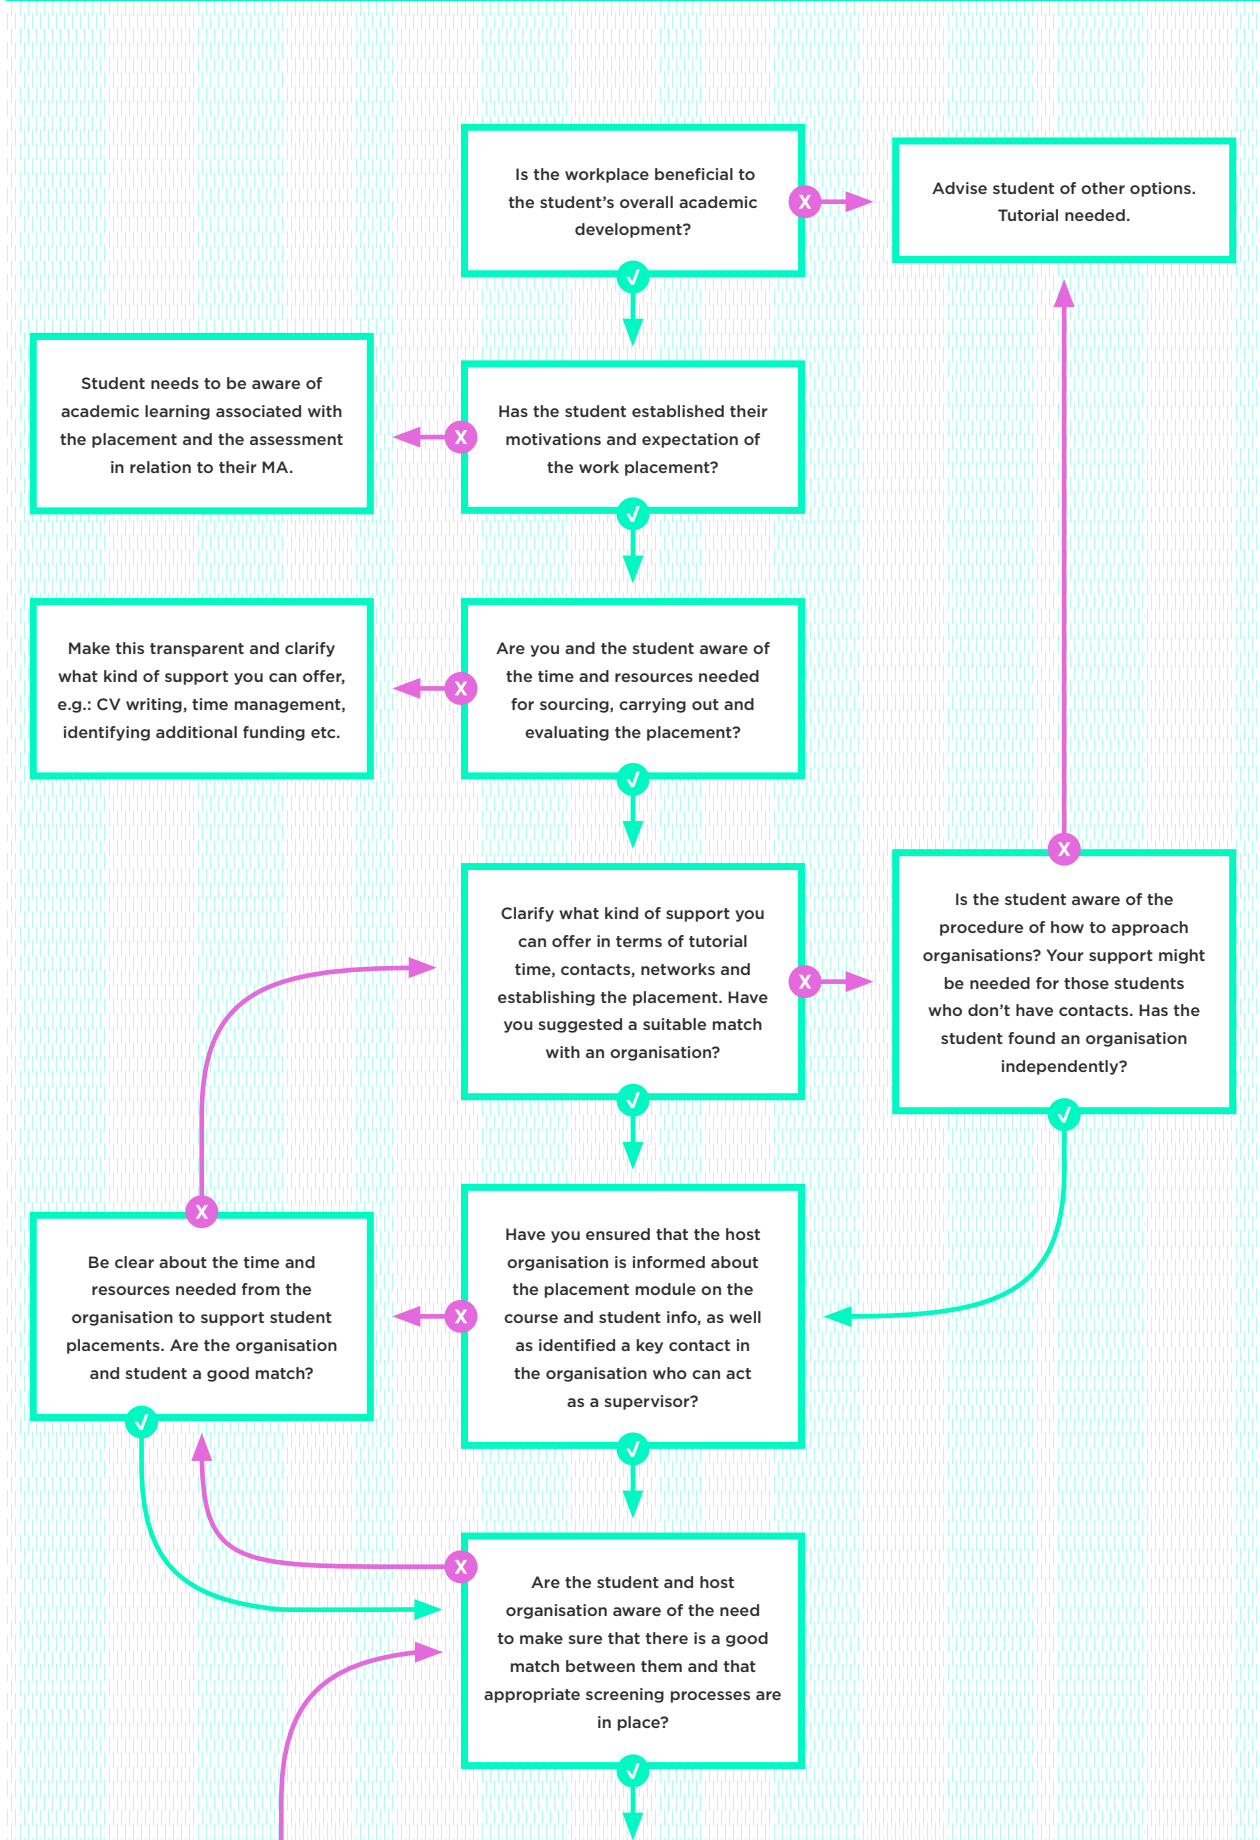 Is the workplace beneficial to
the student’s overall academic
development?
X
Advise student of other options.
Tutorial needed.
√
Student needs to be aware of
academic learning associated with
the placement and the assessment
in relation to their MA.
X
Has the student established their
motivations and expectation of
the work placement?
√
Make this transparent and clarify
what kind of support you can offer,
e.g.: CV writing, time management,
identifying additional funding etc.
X
Are you and the student aware of
the time and resources needed
for sourcing, carrying out and
evaluating the placement?
√
Clarify what kind of support you
can offer in terms of tutorial
time, contacts, networks and
establishing the placement. Have
you suggested a suitable match
with an organisation?
X
√
X
Is the student aware of the
procedure of how to approach
organisations? Your support might
be needed for those students
who don’t have contacts. Has the
student found an organisation
independently?
√
X
Be clear about the time and
resources needed from the
organisation to support student
placements. Are the organisation
and student a good match?
√
X
Have you ensured that the host
organisation is informed about
the placement module on the
course and student info, as well
as identified a key contact in
the organisation who can act
as a supervisor?
√
X
Are the student and host
organisation aware of the need
to make sure that there is a good
match between them and that
appropriate screening processes are
in place?
√